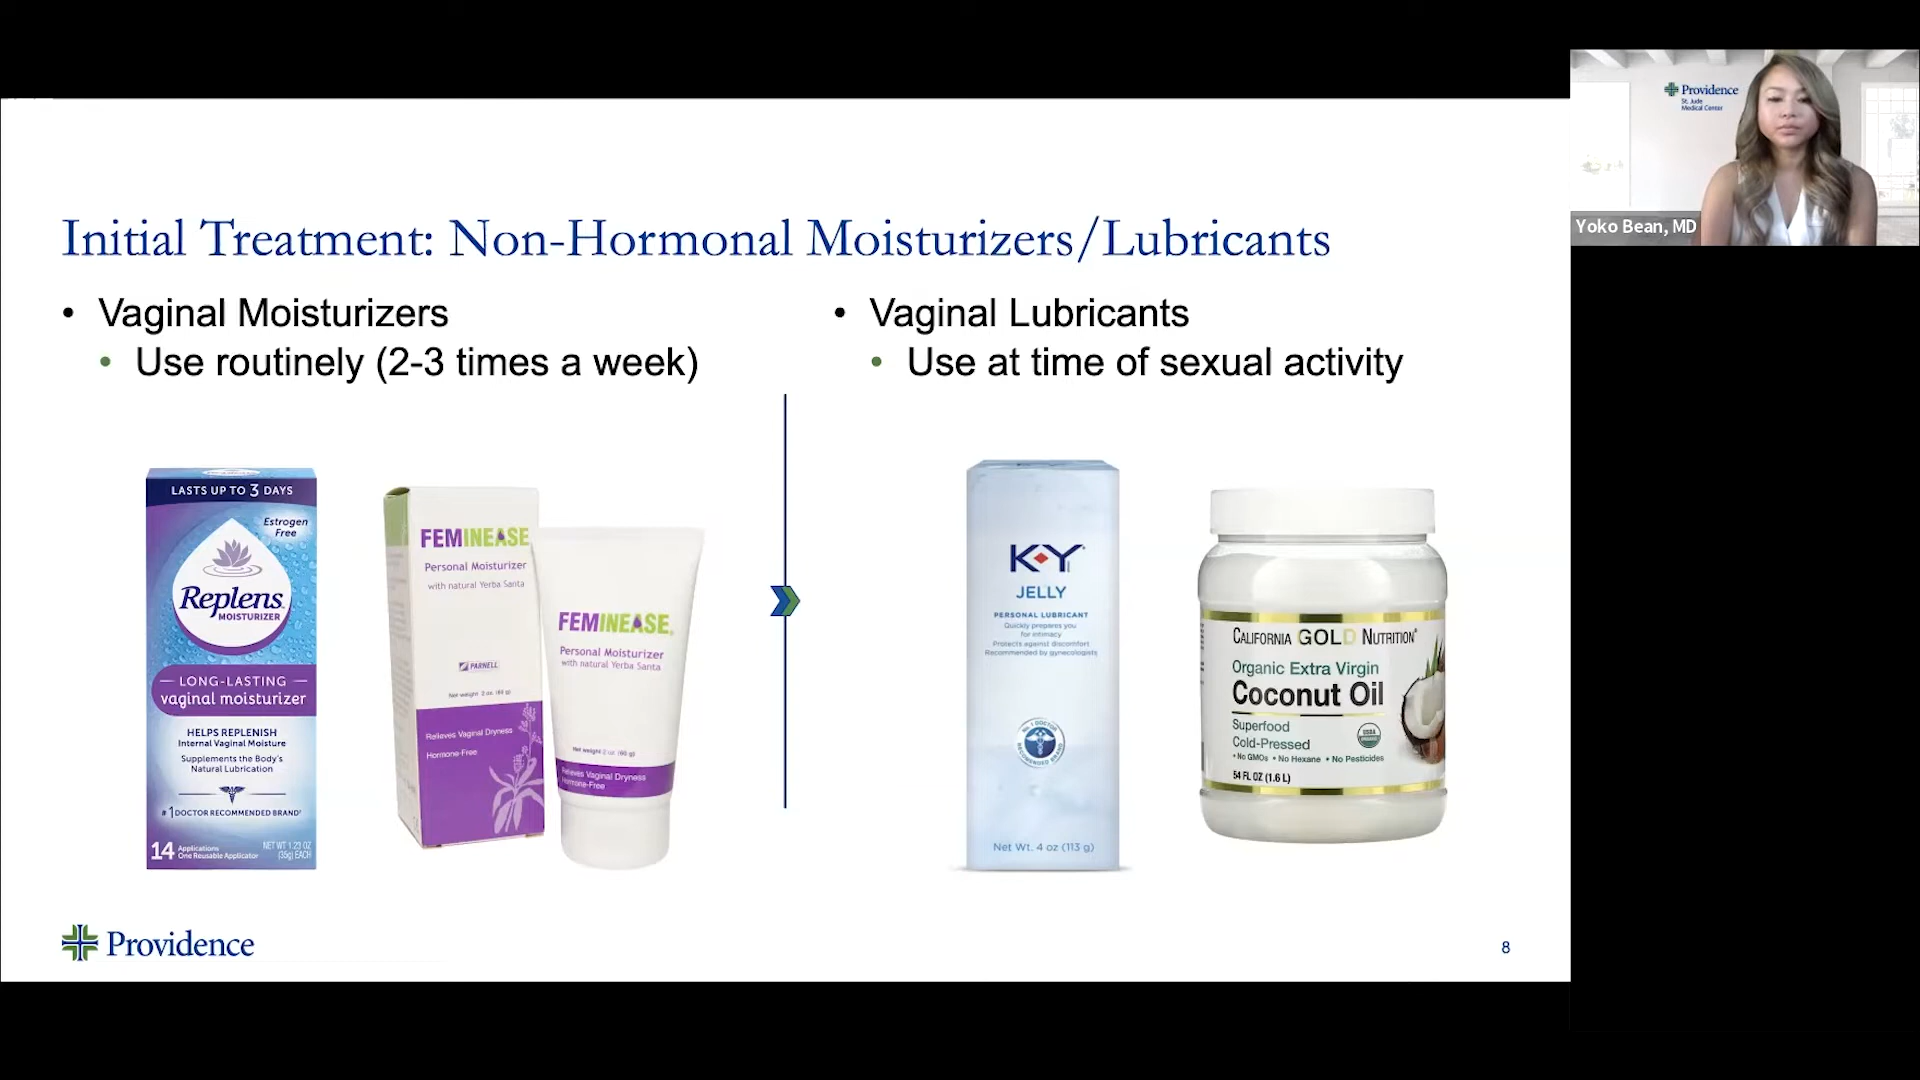 Initial Treatment: Non-Hormonal Moisturizers/Lubricants
• Vaginal Moisturizers
• Use routinely (2-3 times a week)
• Vaginal Lubricants
• Use at time of sexual activity
LASTS UP TO 3 DAYS
Estrogen
Free
Replens
MOISTURIZER
LONG-LASTING
vaginal moisturizer
HELPS REPLENISH
Internal Vaginal Moisture
Supplements the Body's
Natural Lubrication
#1 DOCTOR RECOMMENDED BRAND
14 Applications
One Reusable Applicator
NET WT 1.23 OZ
(35g) EACH
FEMINEASE
Personal Moisturizer
with natural Yerba Santa
PARNELL
Net weight 2 oz. (60 g)
Relieves Vaginal Dryness
Hormone-Free
FEMINEASE
Personal Moisturizer
with natural Yerba Santa
Net weight 2 oz (60 g)
Relieves Vaginal Dryness
Hormone-Free
K-Y
JELLY
PERSONAL LUBRICANT
Quickly prepares you
for intimacy
Protects against discomfort
Recommended by gynecologists
No. 1 DOCTOR
RECOMMENDED BRAND
Net Wt. 4 oz (113 g)
CALIFORNIA GOLD NUTRITION
Organic Extra Virgin
Coconut Oil
Superfood
Cold-Pressed
USDA
ORGANIC
• No GMOs • No Hexane • No Pesticides
54 FL OZ (1.6 L)
Providence
8
Providence
St. Jude
Medical Center
Yoko Bean, MD